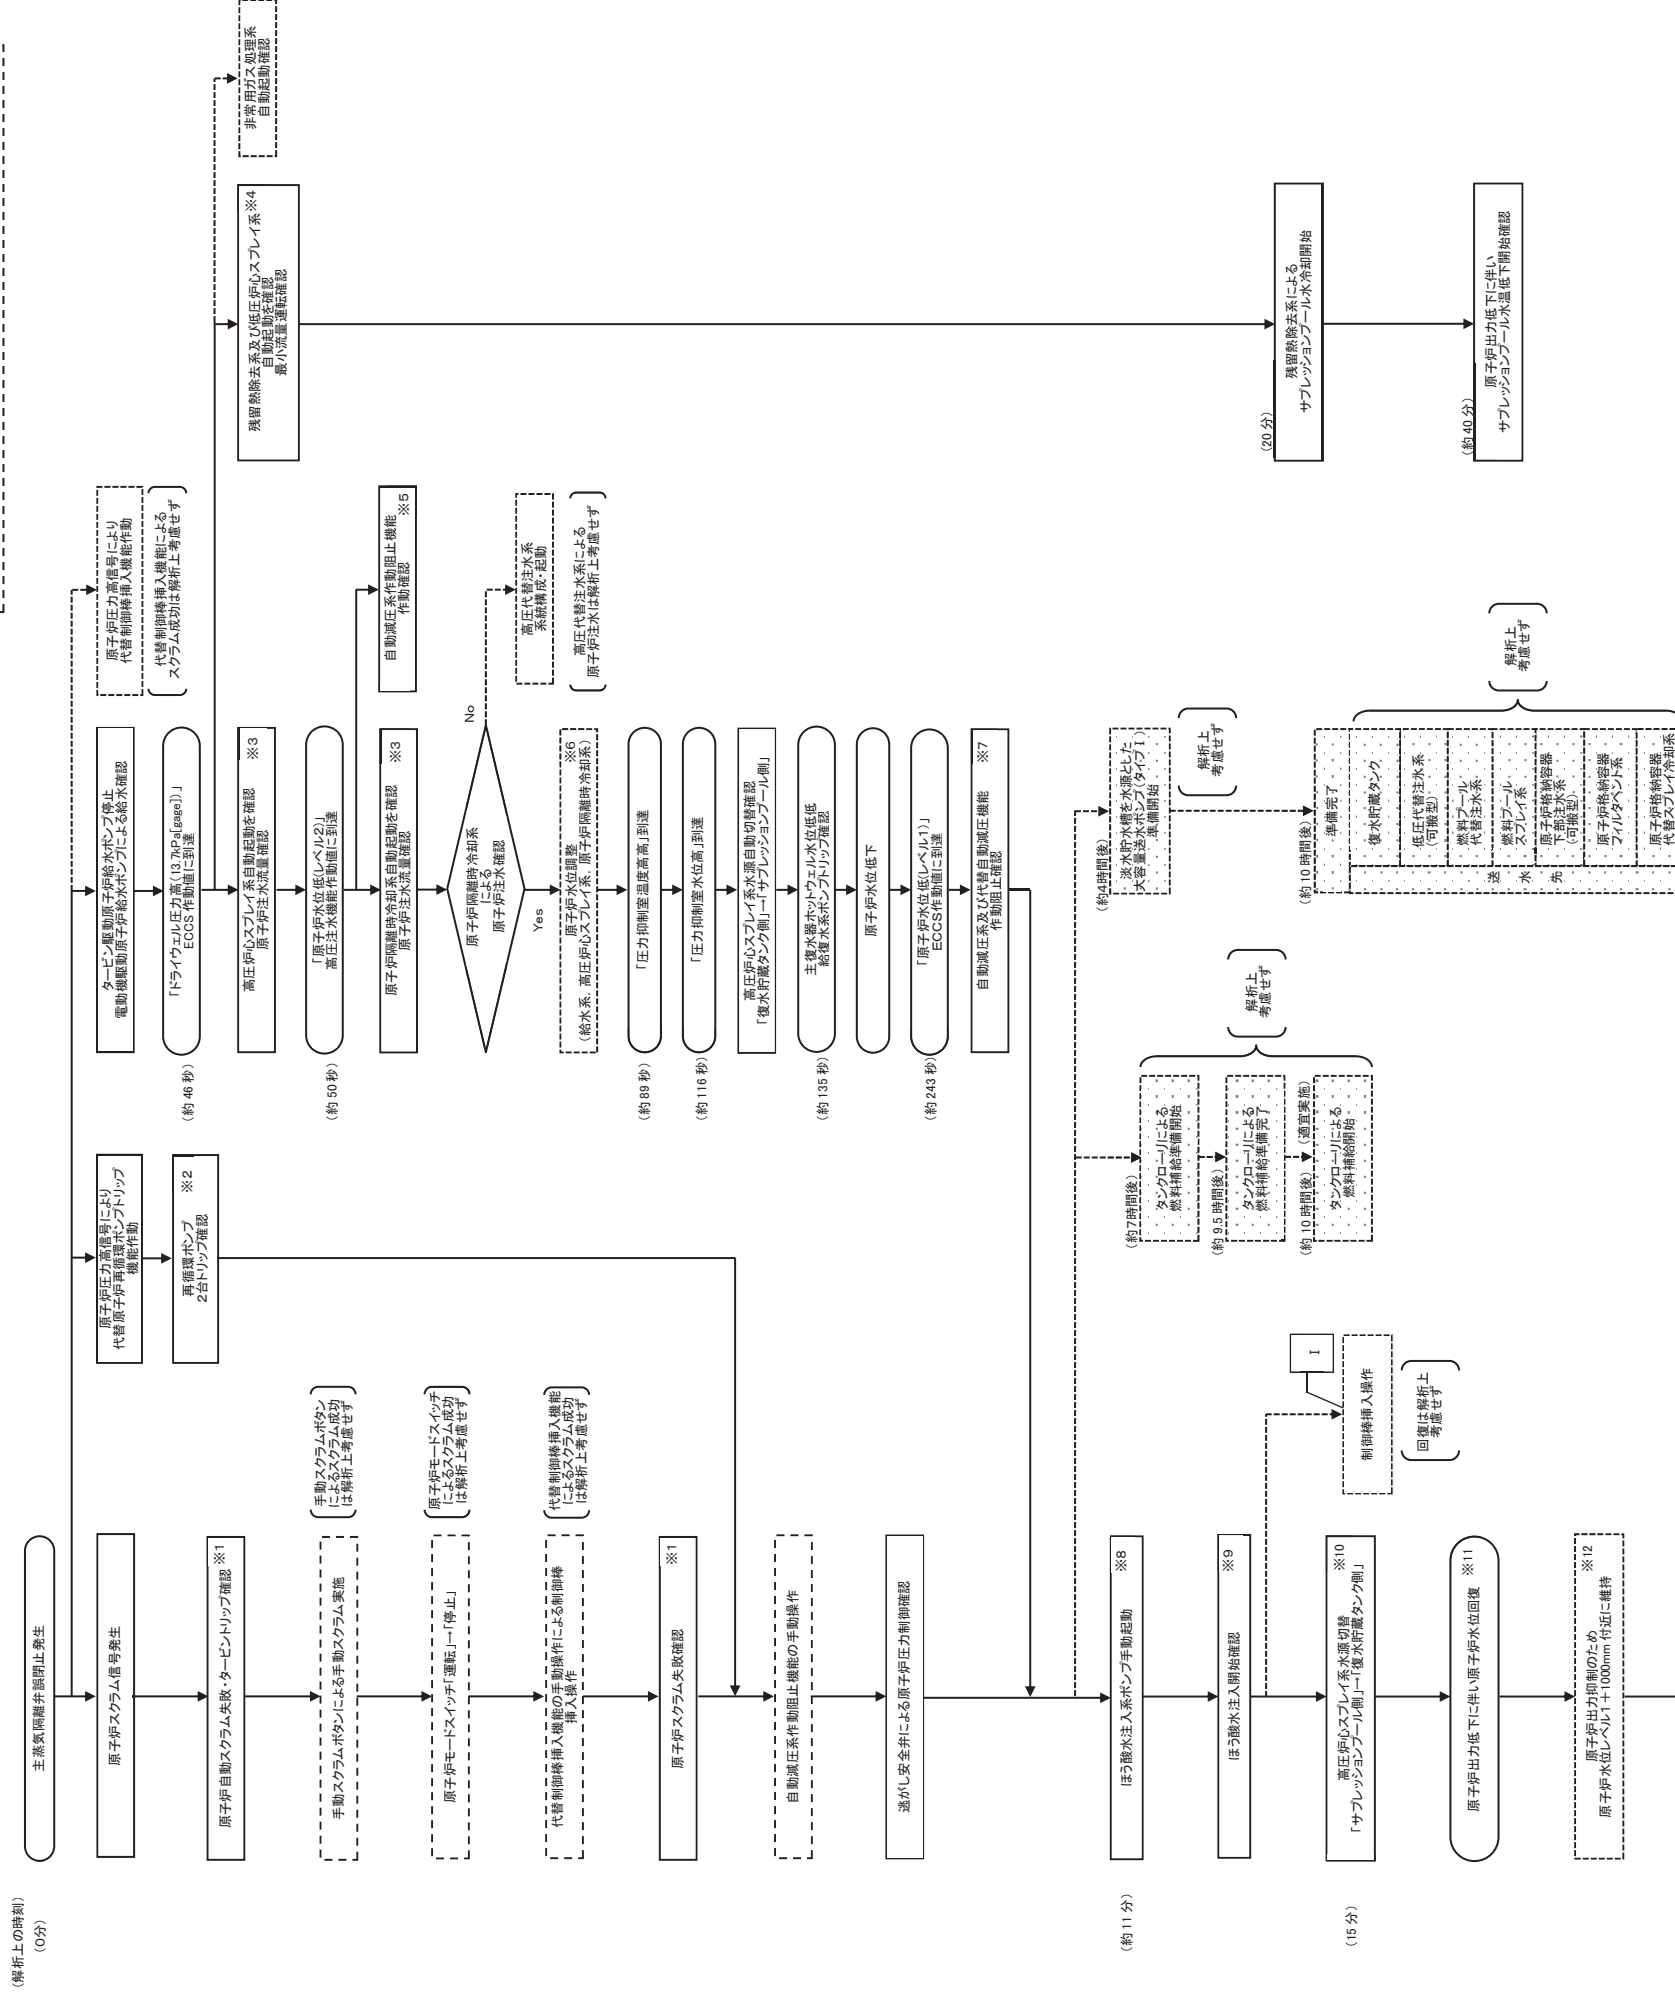 (解析上の時刻)
(0分)
主蒸気隔離弁誤閉止発生
原子炉スクラム信号発生
原子炉自動スクラム失敗・タービントリップ確認 ※1
手動スクラムボタンによる手動スクラム実施
手動スクラムボタン
によるスクラム成功
は解析上考慮せず
原子炉モードスイッチ「運転」→「停止」
原子炉モードスイッチ
によるスクラム成功
は解析上考慮せず
代替制御棒挿入機能の手動操作による制御棒
挿入操作
代替制御棒挿入機能
によるスクラム成功
は解析上考慮せず
原子炉スクラム失敗確認
※1
自動減圧系作動阻止機能の手動操作
逃がし安全弁による原子炉圧力制御確認
(約 11 分)
ほう酸水注入系ポンプ手動起動
※8
ほう酸水注入開始確認
※9
(15 分)
高圧炉心スプレイ系水源切替
「サプレッションプール側」→「復水貯蔵タンク側」
※10
原子炉出力低下に伴い原子炉水位回復
※11
原子炉出力抑制のため
原子炉水位レベル1+1000mm 付近に維持
※12
I
制御棒挿入操作
回復は解析上
考慮せず
原子炉圧力高信号により
代替原子炉再循環ポンプトリップ
機能作動
再循環ポンプ
2台トリップ確認
※2
タービン駆動原子炉給水ポンプ停止
電動機駆動原子炉給水ポンプによる給水確認
(約 46 秒)
「ドライウェル圧力高(13.7kPa[gage])」
ECCS 作動値に到達
高圧炉心スプレイ系自動起動を確認
原子炉注水流量確認
※3
(約 50 秒)
「原子炉水位低(レベル2)」
高圧注水機能作動値に到達
原子炉隔離時冷却系自動起動を確認
原子炉注水流量確認
※3
原子炉隔離時冷却系
による
原子炉注水確認
No
Yes
原子炉水位調整
(給水系、高圧炉心スプレイ系、原子炉隔離時冷却系)
※6
(約 89 秒)
「圧力抑制室温度高高」到達
(約 116 秒)
「圧力抑制室水位高」到達
高圧炉心スプレイ系水源自動切替確認
「復水貯蔵タンク側」→「サプレッションプール側」
(約 135 秒)
主復水器ホットウェル水位低低
給復水系ポンプトリップ確認
原子炉水位低下
(約 243 秒)
「原子炉水位低(レベル1)」
ECCS作動値に到達
自動減圧系及び代替自動減圧機能
作動阻止確認
※7
原子炉圧力高信号により
代替制御棒挿入機能作動
代替制御棒挿入機能による
スクラム成功は解析上考慮せず
自動減圧系作動阻止機能
作動確認
※5
高圧代替注水系
系統構成・起動
高圧代替注水系による
原子炉注水は解析上考慮せず
非常用ガス処理系
自動起動確認
残留熱除去系及び低圧炉心スプレイ系※4
自動起動を確認
最小流量運転確認
(20 分)
残留熱除去系による
サプレッションプール水冷却開始
(約 40 分)
原子炉出力低下に伴い
サプレッションプール水温低下開始確認
(約7時間後)
タンクローリによる
燃料補給準備開始
(約 9.5 時間後)
タンクローリによる
燃料補給準備完了
(約 10 時間後)
(適宜実施)
タンクローリによる
燃料補給開始
解析上
考慮せず
(約4時間後)
淡水貯水槽を水源とした
大容量送水ポンプ(タイプⅠ)
準備開始
解析上
考慮せず
(約 10 時間後)
準備完了
送水先
復水貯蔵タンク
低圧代替注水系
(可搬型)
燃料プール
代替注水系
燃料プール
スプレイ系
原子炉格納容器
下部注水系
(可搬型)
原子炉格納容器
フィルタベント系
原子炉格納容器
代替スプレイ冷却系
解析上
考慮せず